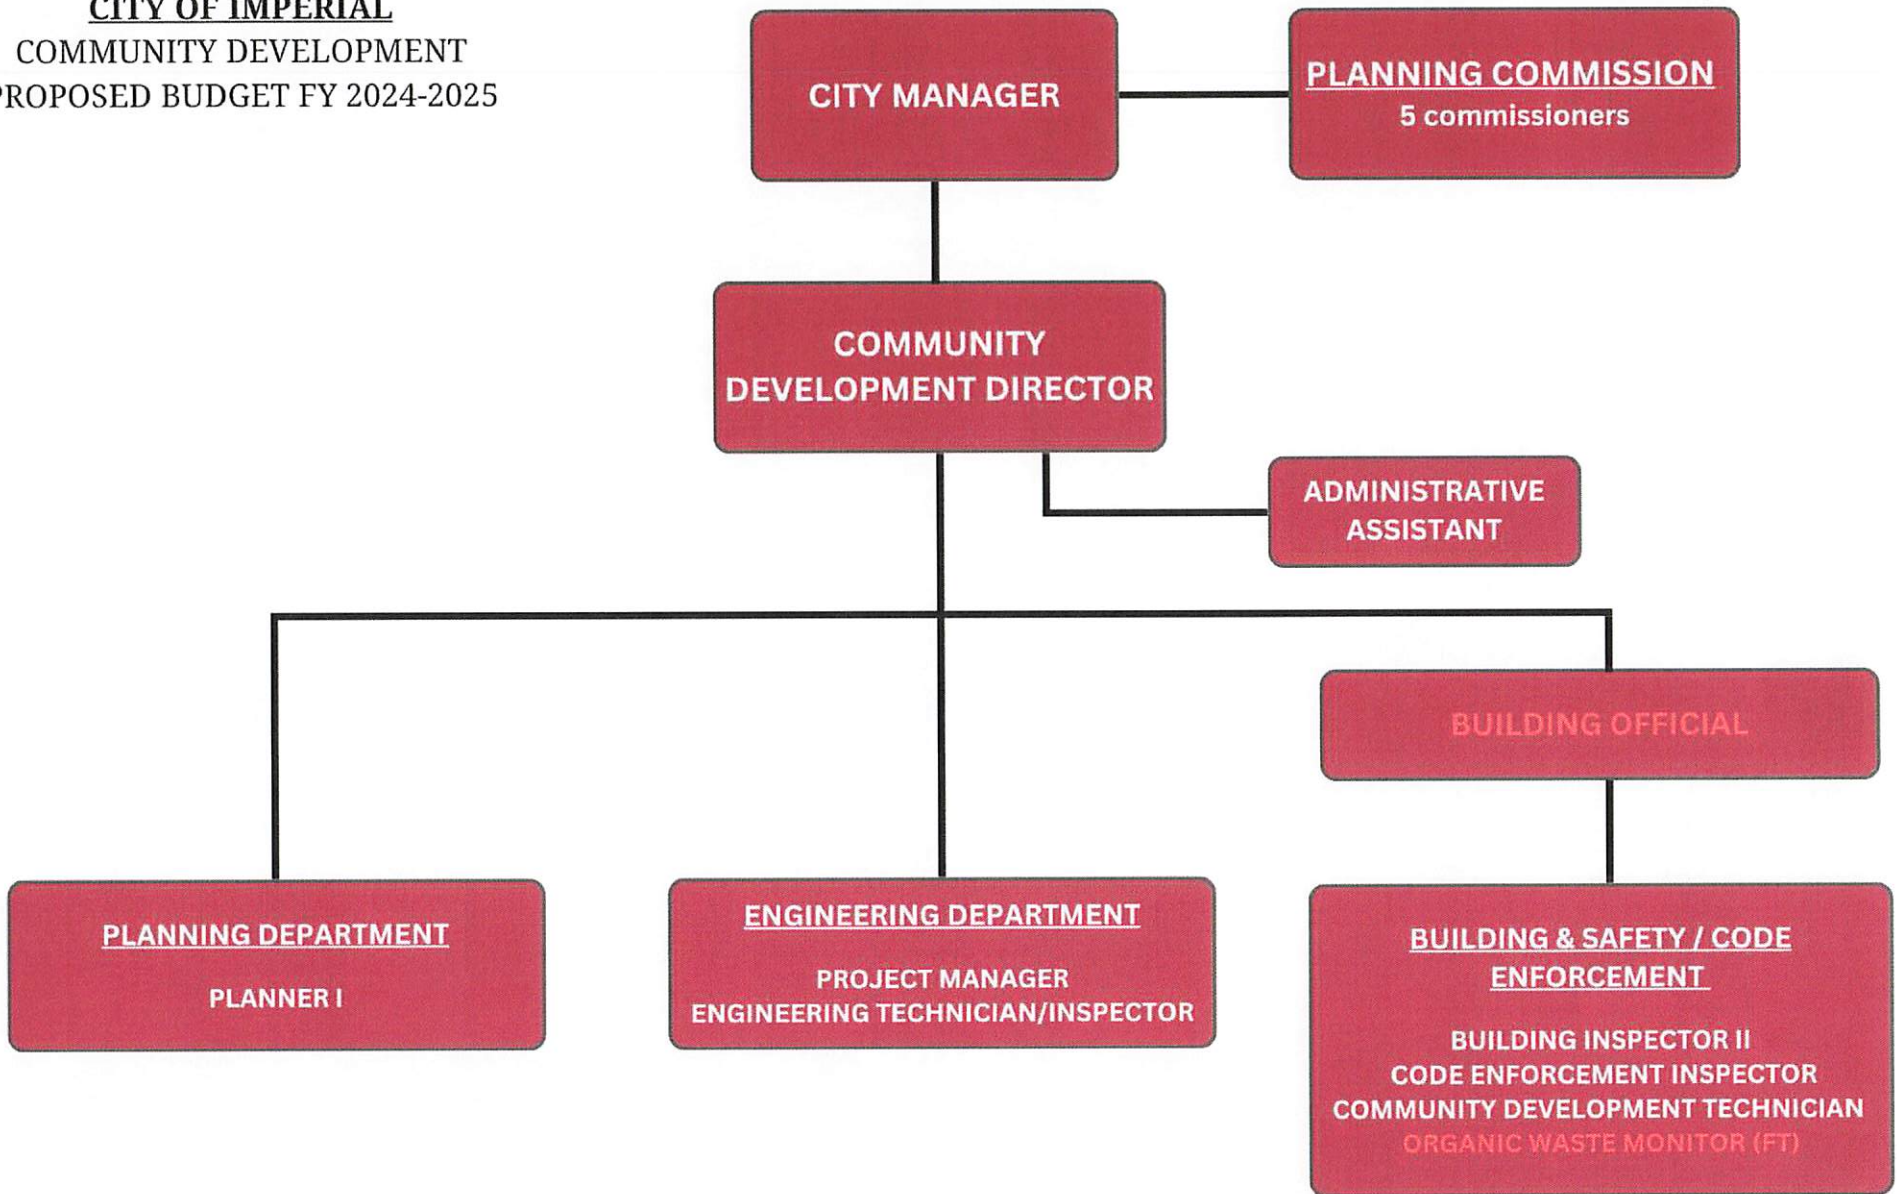 CITY OF IMPERIAL
COMMUNITY DEVELOPMENT
PROPOSED BUDGET FY 2024-2025
CITY MANAGER
PLANNING COMMISSION
5 commissioners
COMMUNITY
DEVELOPMENT DIRECTOR
ADMINISTRATIVE
ASSISTANT
BUILDING OFFICIAL
PLANNING DEPARTMENT
PLANNER I
ENGINEERING DEPARTMENT
PROJECT MANAGER
ENGINEERING TECHNICIAN/INSPECTOR
BUILDING & SAFETY / CODE
ENFORCEMENT
BUILDING INSPECTOR II
CODE ENFORCEMENT INSPECTOR
COMMUNITY DEVELOPMENT TECHNICIAN
ORGANIC WASTE MONITOR (FT)